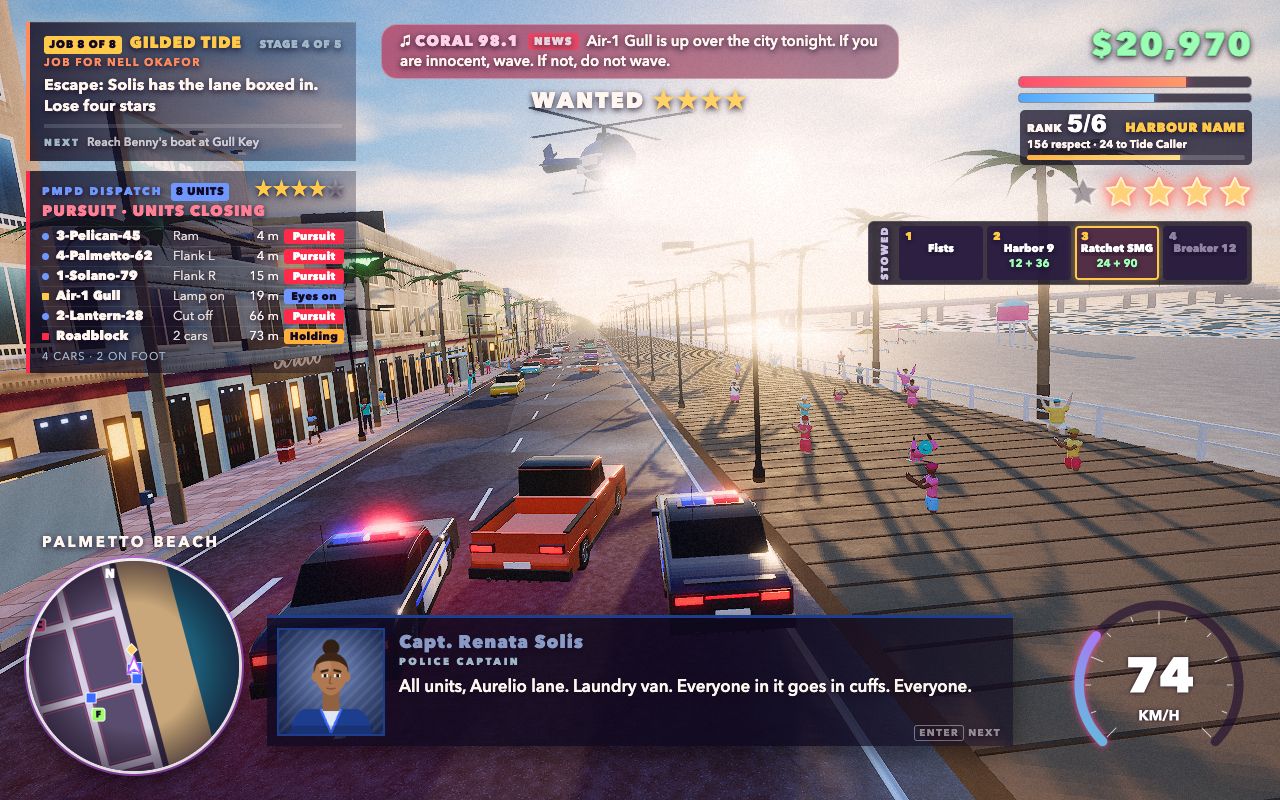 JOB 8 OF 8 GILDED TIDE STAGE 4 OF 5
JOB FOR NELL OKAFOR
Escape: Solis has the lane boxed in.
Lose four stars
NEXT Reach Benny's boat at Gull Key
PMPD DISPATCH 8 UNITS
PURSUIT · UNITS CLOSING
3-Pelican-45 Ram 4 m Pursuit
4-Palmetto-62 Flank L 4 m Pursuit
1-Solano-79 Flank R 15 m Pursuit
Air-1 Gull Lamp on 19 m Eyes on
2-Lantern-28 Cut off 66 m Pursuit
Roadblock 2 cars 73 m Holding
4 CARS · 2 ON FOOT
♫ CORAL 98.1 NEWS Air-1 Gull is up over the city tonight. If you
are innocent, wave. If not, do not wave.
WANTED
$20,970
RANK 5/6 HARBOUR NAME
156 respect · 24 to Tide Caller
STOWED
1 Fists
2 Harbor 9
12 + 36
3 Ratchet SMG
24 + 90
4 Breaker 12
PALMETTO BEACH
N
F
Capt. Renata Solis
POLICE CAPTAIN
All units, Aurelio lane. Laundry van. Everyone in it goes in cuffs. Everyone.
ENTER NEXT
74
KM/H